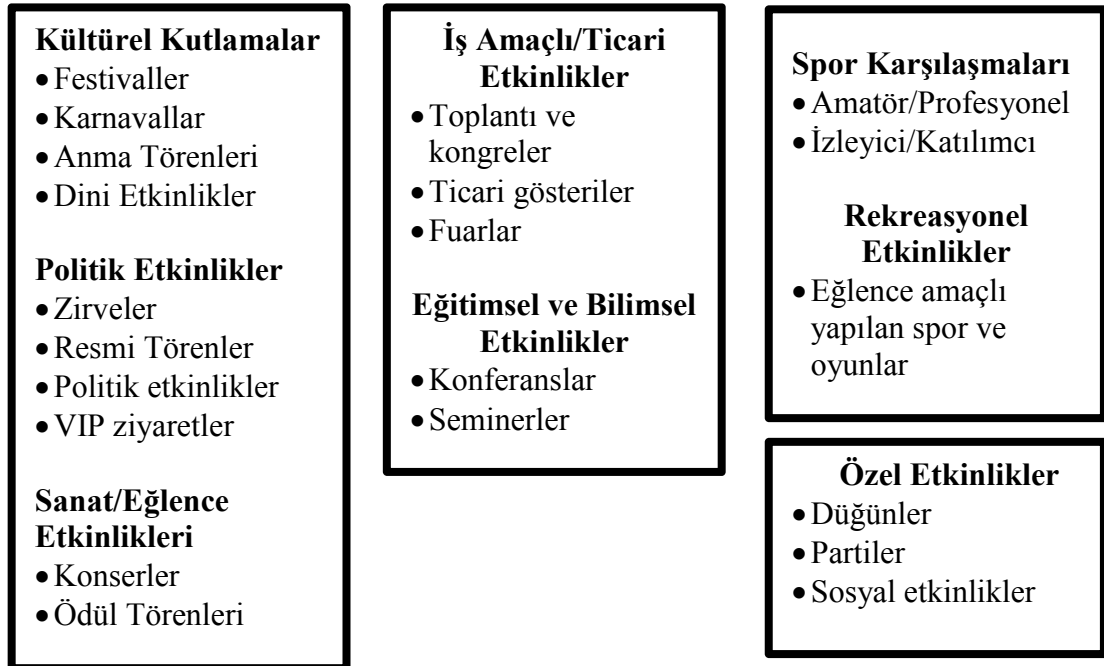 Kültürel Kutlamalar
• Festivaller
• Karnavallar
• Anma Törenleri
• Dini Etkinlikler
Politik Etkinlikler
• Zirveler
• Resmi Törenler
• Politik etkinlikler
• VIP ziyaretler
Sanat/Eğlence
Etkinlikleri
• Konserler
• Ödül Törenleri
İş Amaçlı/Ticari
Etkinlikler
• Toplantı ve
kongreler
• Ticari gösteriler
• Fuarlar
Eğitimsel ve Bilimsel
Etkinlikler
• Konferanslar
• Seminerler
Spor Karşılaşmaları
• Amatör/Profesyonel
• İzleyici/Katılımcı
Rekreasyonel
Etkinlikler
• Eğlence amaçlı
yapılan spor ve
oyunlar
Özel Etkinlikler
• Düğünler
• Partiler
• Sosyal etkinlikler